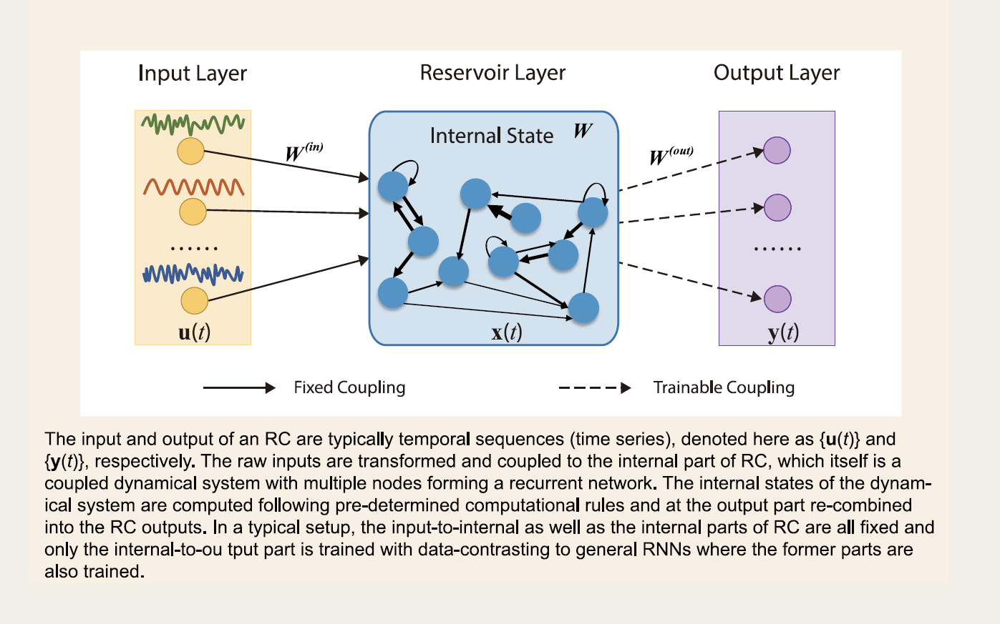 Input Layer
Reservoir Layer
Output Layer
Internal State W
W(in)
W(out)
......
......
u(t)
x(t)
y(t)
Fixed Coupling
Trainable Coupling
The input and output of an RC are typically temporal sequences (time series), denoted here as {u(t)} and
{y(t)}, respectively. The raw inputs are transformed and coupled to the internal part of RC, which itself is a
coupled dynamical system with multiple nodes forming a recurrent network. The internal states of the dynam-
ical system are computed following pre-determined computational rules and at the output part re-combined
into the RC outputs. In a typical setup, the input-to-internal as well as the internal parts of RC are all fixed and
only the internal-to-ou tput part is trained with data-contrasting to general RNNs where the former parts are
also trained.